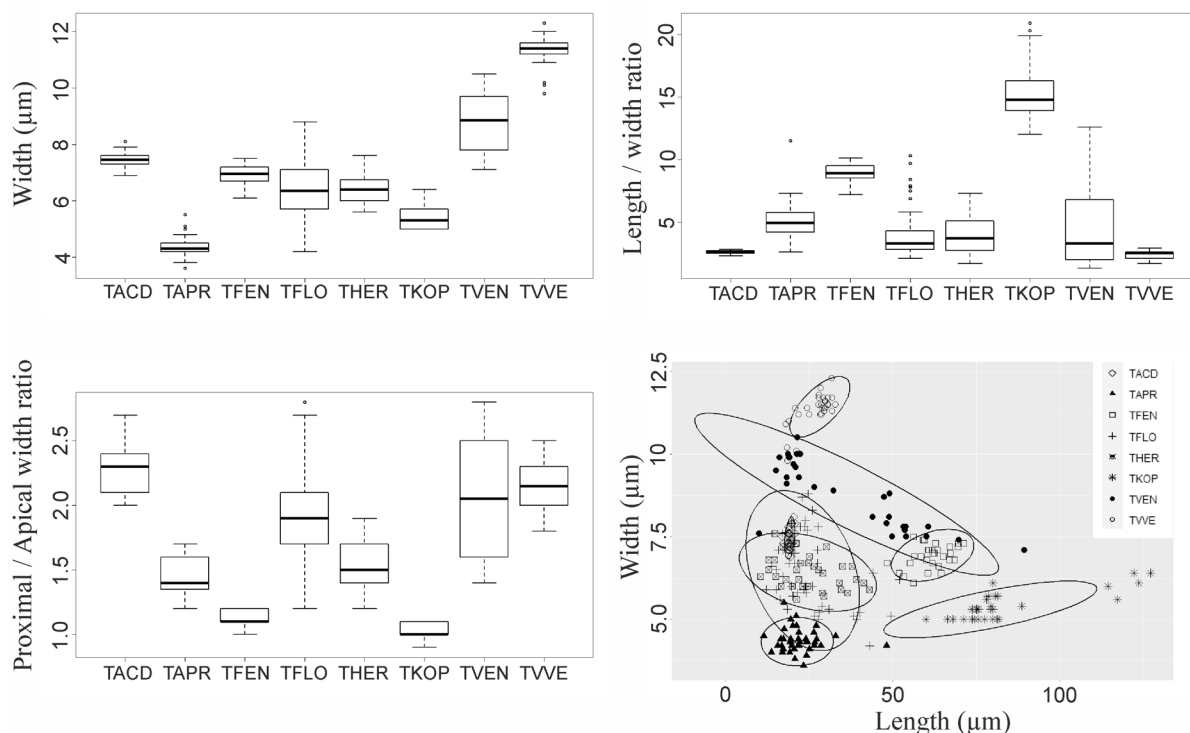 Width (µm)
12
10
8
6
4
TACD TAPR TFEN TFLO THER TKOP TVEN TVVE
Length / width ratio
20
15
10
5
TACD TAPR TFEN TFLO THER TKOP TVEN TVVE
Proximal / Apical width ratio
2.5
2.0
1.5
1.0
TACD TAPR TFEN TFLO THER TKOP TVEN TVVE
Width (µm)
12.5
10.0
7.5
5.0
TACD
TAPR
TFEN
TFLO
THER
TKOP
TVEN
TVVE
0 50 100
Length (µm)